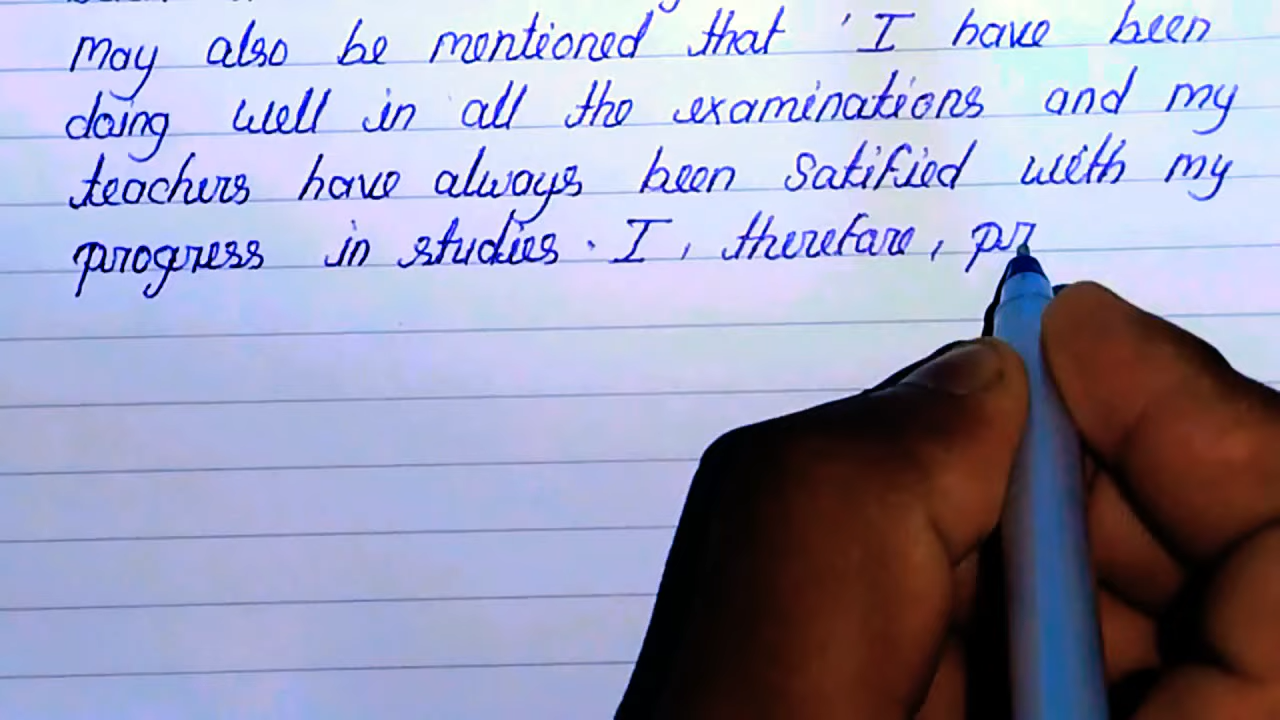 may also be mentioned that 'I have been
doing well in all the examinations and my
teachers have always been Satified with my
progress in studies. I, therefore, pr